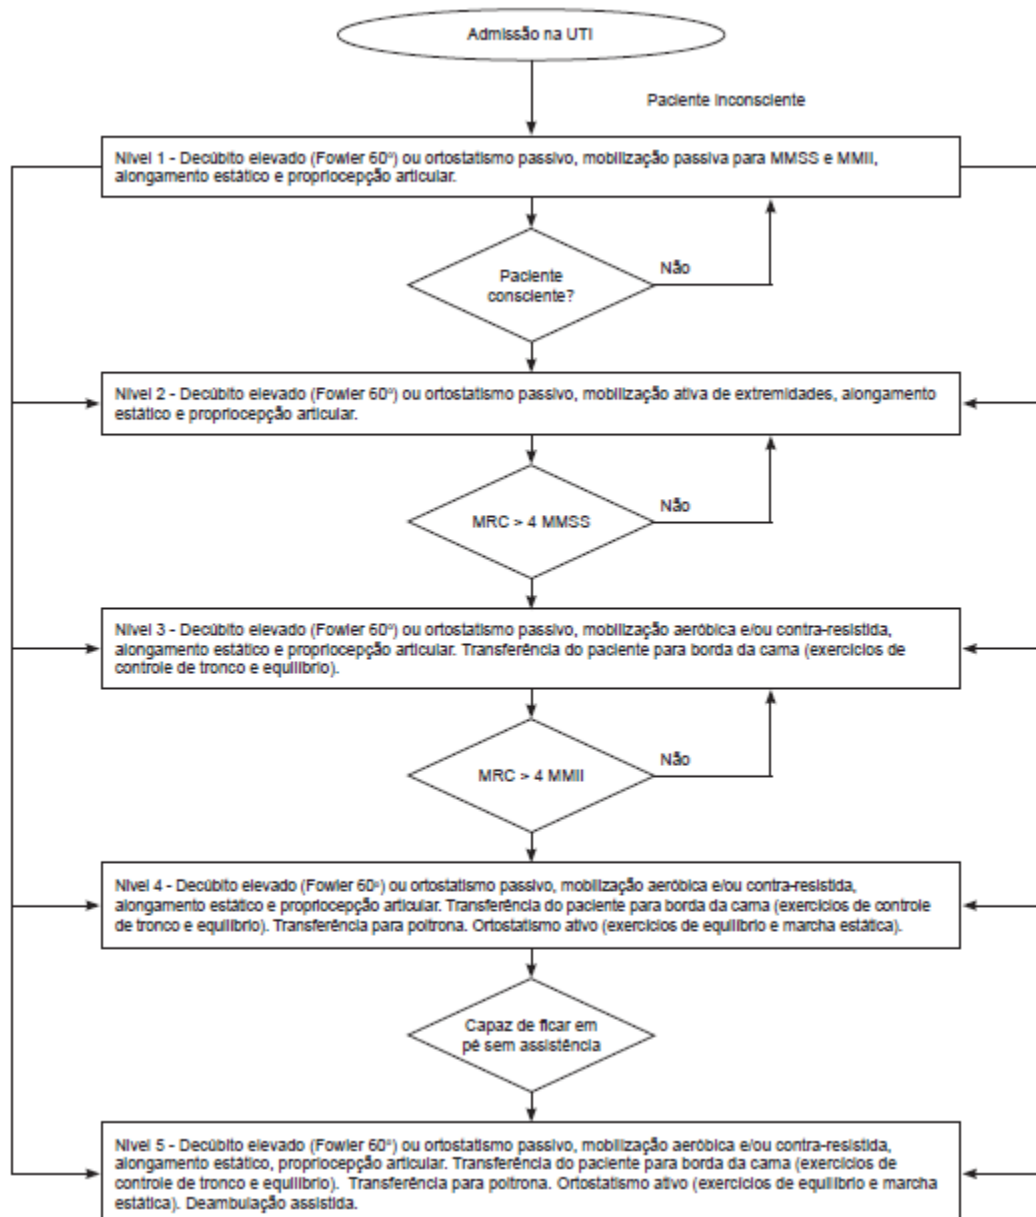 Admissão na UTI
Paciente Inconsciente
Nível 1 - Decúbito elevado (Fowler 60º) ou ortostatismo passivo, mobilização passiva para MMSS e MMII,
alongamento estático e propriocepção articular.
Paciente
consciente?
Não
Nível 2 - Decúbito elevado (Fowler 60º) ou ortostatismo passivo, mobilização ativa de extremidades, alongamento
estático e propriocepção articular.
MRC > 4 MMSS
Não
Nível 3 - Decúbito elevado (Fowler 60º) ou ortostatismo passivo, mobilização aeróbica e/ou contra-resistida,
alongamento estático e propriocepção articular. Transferência do paciente para borda da cama (exercícios de
controle de tronco e equilíbrio).
MRC > 4 MMII
Não
Nível 4 - Decúbito elevado (Fowler 60º) ou ortostatismo passivo, mobilização aeróbica e/ou contra-resistida,
alongamento estático e propriocepção articular. Transferência do paciente para borda da cama (exercícios de controle
de tronco e equilíbrio). Transferência para poltrona. Ortostatismo ativo (exercícios de equilíbrio e marcha estática).
Capaz de ficar em
pé sem assistência
Nível 5 - Decúbito elevado (Fowler 60º) ou ortostatismo passivo, mobilização aeróbica e/ou contra-resistida,
alongamento estático, propriocepção articular. Transferência do paciente para borda da cama (exercícios de
controle de tronco e equilíbrio). Transferência para poltrona. Ortostatismo ativo (exercícios de equilíbrio e marcha
estática). Deambulação assistida.